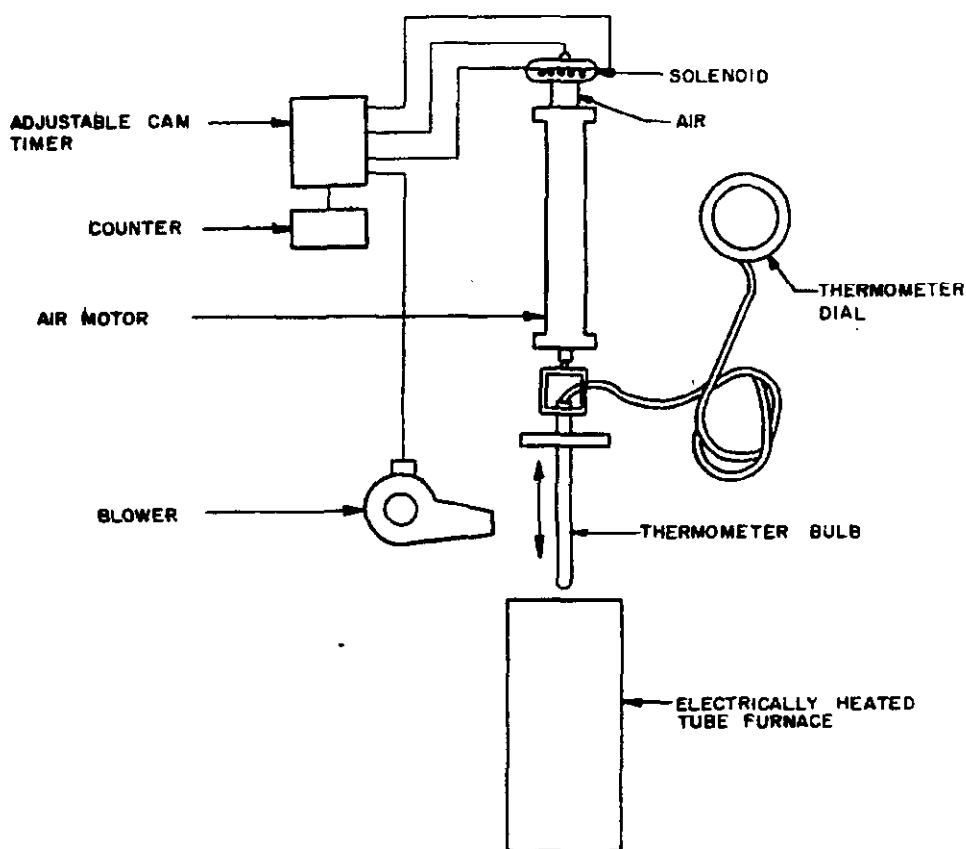 SOLENOID
AIR
ADJUSTABLE CAM
TIMER
COUNTER
THERMOMETER
DIAL
AIR MOTOR
BLOWER
THERMOMETER BULB
ELECTRICALLY HEATED
TUBE FURNACE